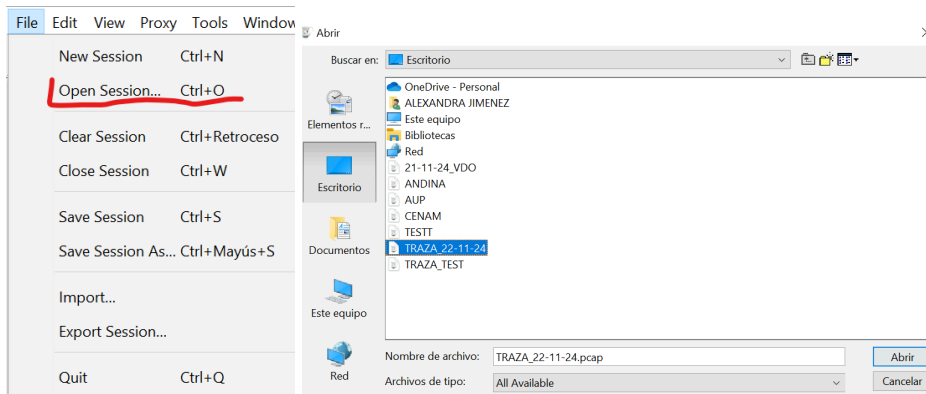 File Edit View Proxy Tools Window
New Session Ctrl+N
Open Session... Ctrl+O
Clear Session Ctrl+Retroceso
Close Session Ctrl+W
Save Session Ctrl+S
Save Session As... Ctrl+Mayús+S
Import...
Export Session...
Quit Ctrl+Q
Abrir
Buscar en: Escritorio
Elementos r...
Escritorio
Documentos
Este equipo
Red
OneDrive - Personal
ALEXANDRA JIMENEZ
Este equipo
Bibliotecas
Red
21-11-24_VDO
ANDINA
AUP
CENAM
TESTT
TRAZA_22-11-24
TRAZA_TEST
Nombre de archivo: TRAZA_22-11-24.pcap Abrir
Archivos de tipo: All Available Cancelar